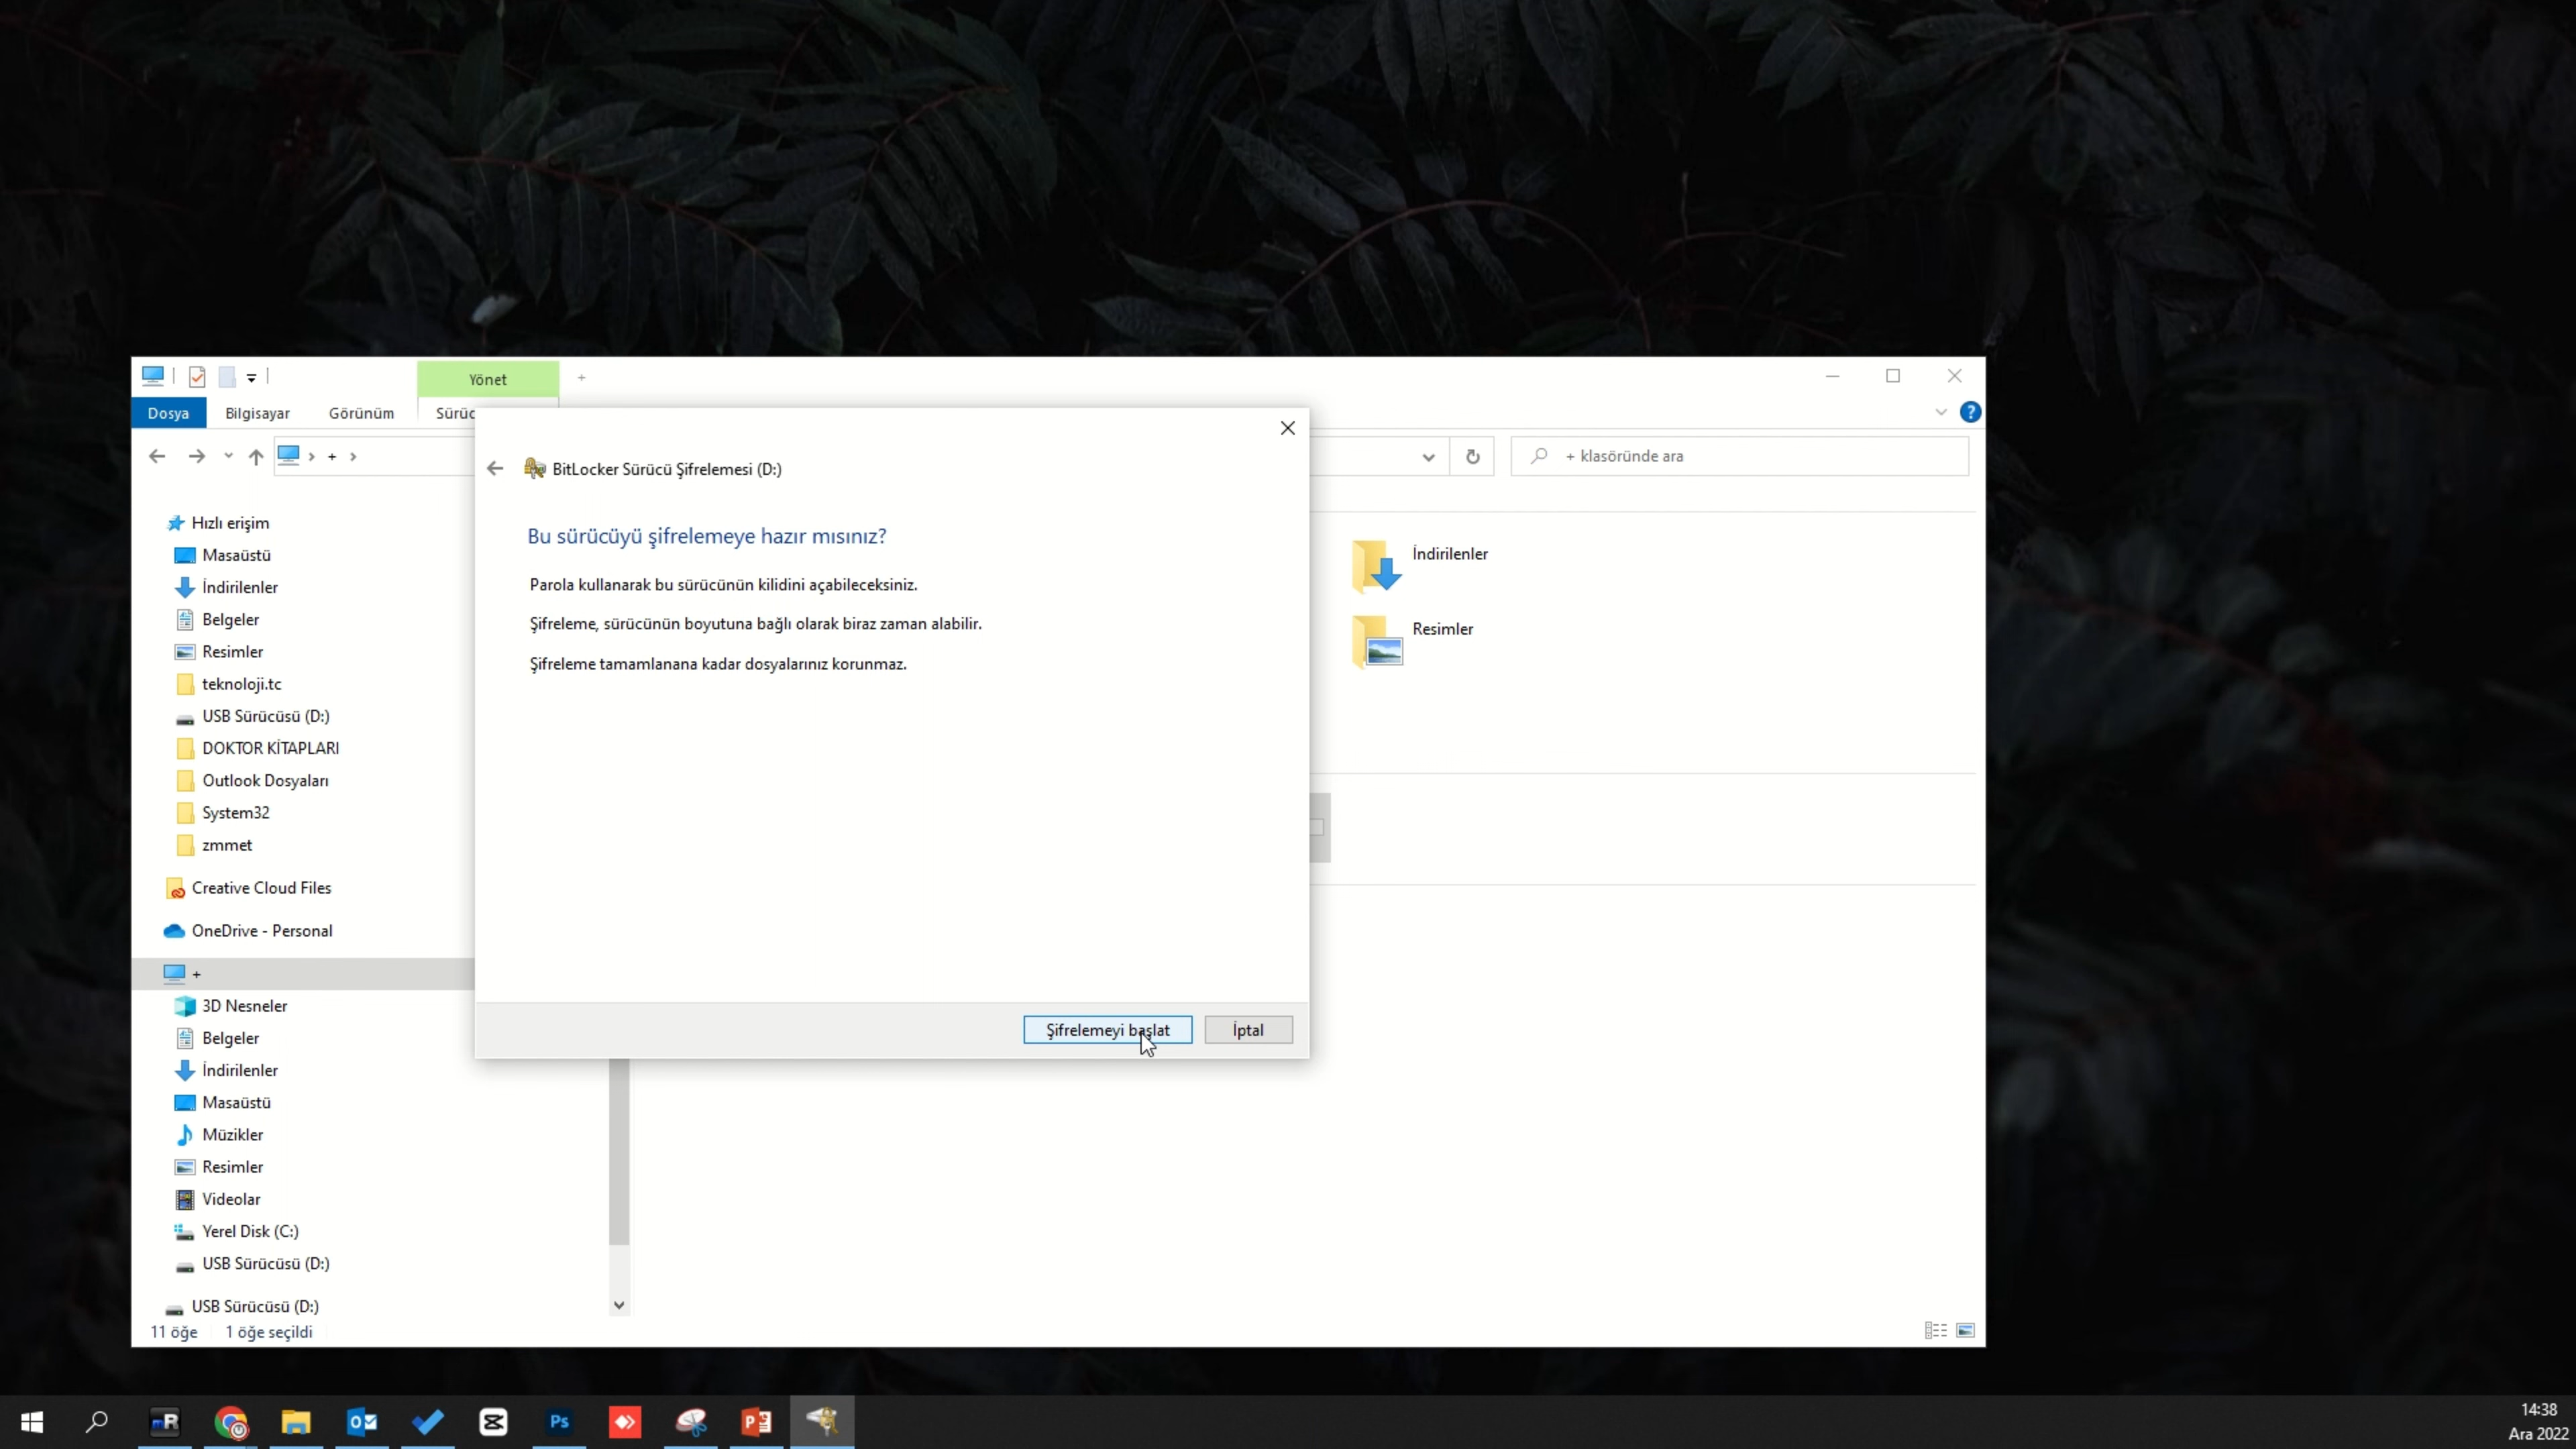 Yönet
Dosya
Bilgisayar
Görünüm
+ klasöründe ara
BitLocker Sürücü Şifrelemesi (D:)
Bu sürücüyü şifrelemeye hazır mısınız?
Parola kullanarak bu sürücünün kilidini açabileceksiniz.
Şifreleme, sürücünün boyutuna bağlı olarak biraz zaman alabilir.
Şifreleme tamamlanana kadar dosyalarınız korunmaz.
Şifrelemeyi başlat
İptal
Hızlı erişim
Masaüstü
İndirilenler
Belgeler
Resimler
teknoloji.tc
USB Sürücüsü (D:)
DOKTOR KİTAPLARI
Outlook Dosyaları
System32
zmmet
Creative Cloud Files
OneDrive - Personal
+
3D Nesneler
Belgeler
İndirilenler
Masaüstü
Müzikler
Resimler
Videolar
Yerel Disk (C:)
USB Sürücüsü (D:)
USB Sürücüsü (D:)
11 öğe
1 öğe seçildi
İndirilenler
Resimler
14:38
Ara 2022